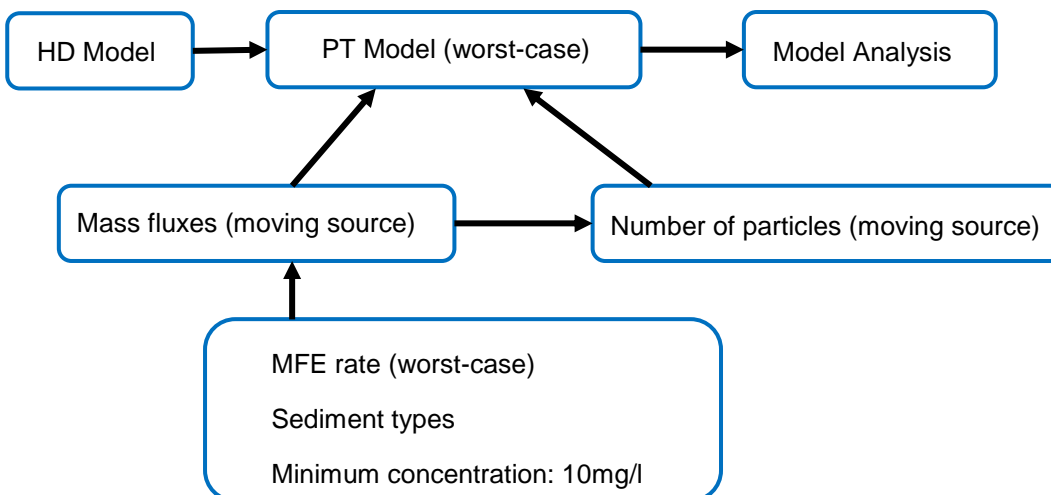 HD Model
PT Model (worst-case)
Model Analysis
Mass fluxes (moving source)
Number of particles (moving source)
MFE rate (worst-case)
Sediment types
Minimum concentration: 10mg/l